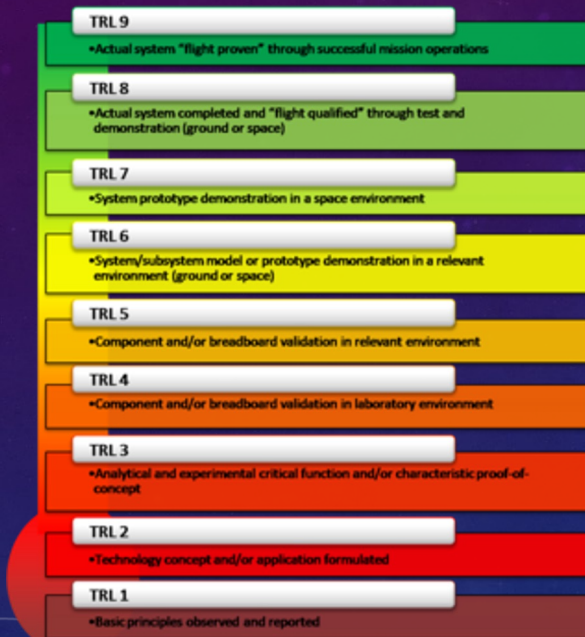 TRL 9
•Actual system “flight proven” through successful mission operations
TRL 8
•Actual system completed and “flight qualified” through test and
demonstration (ground or space)
TRL 7
•System prototype demonstration in a space environment
TRL 6
•System/subsystem model or prototype demonstration in a relevant
environment (ground or space)
TRL 5
•Component and/or breadboard validation in relevant environment
TRL 4
•Component and/or breadboard validation in laboratory environment
TRL 3
•Analytical and experimental critical function and/or characteristic proof-of-
concept
TRL 2
•Technology concept and/or application formulated
TRL 1
•Basic principles observed and reported